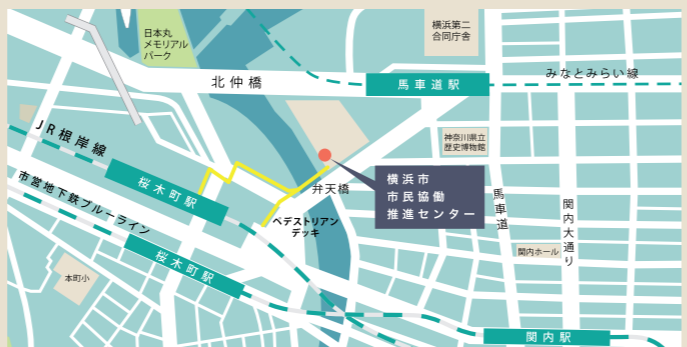 日本丸
メモリアル
パーク
横浜第二
合同庁舎
北仲橋
馬車道駅
みなとみらい線
JR根岸線
神奈川県立
歴史博物館
桜木町駅
市営地下鉄ブルーライン
弁天橋
横浜市
市民協働
推進センター
馬車道
関内大通り
ペデストリアン
デッキ
関内ホール
桜木町駅
本町小
関内駅